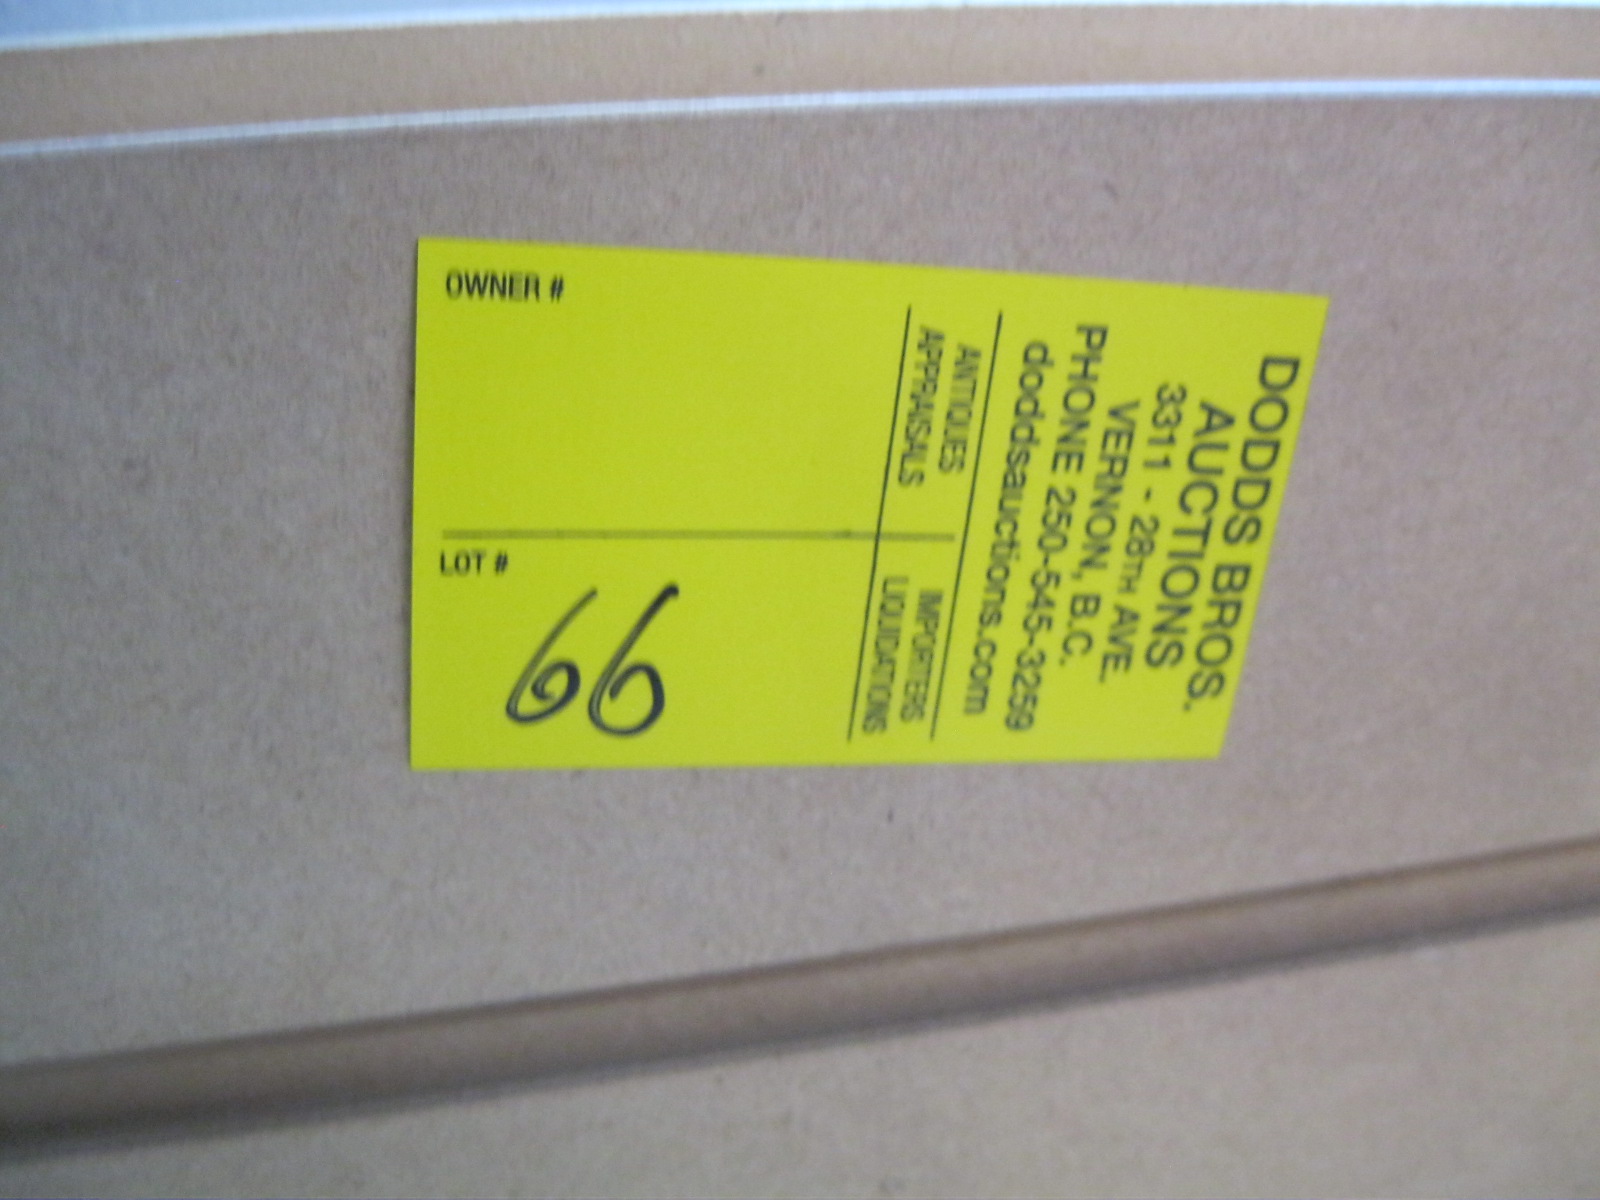 DODDS BROS.
AUCTIONS
3311 - 28TH AVE.
VERNON, B.C.
PHONE 250-545-3259
doddsauctions.com
ANTIQUES IMPORTERS
APPRAISALS LIQUIDATIONS
OWNER #
LOT #
66